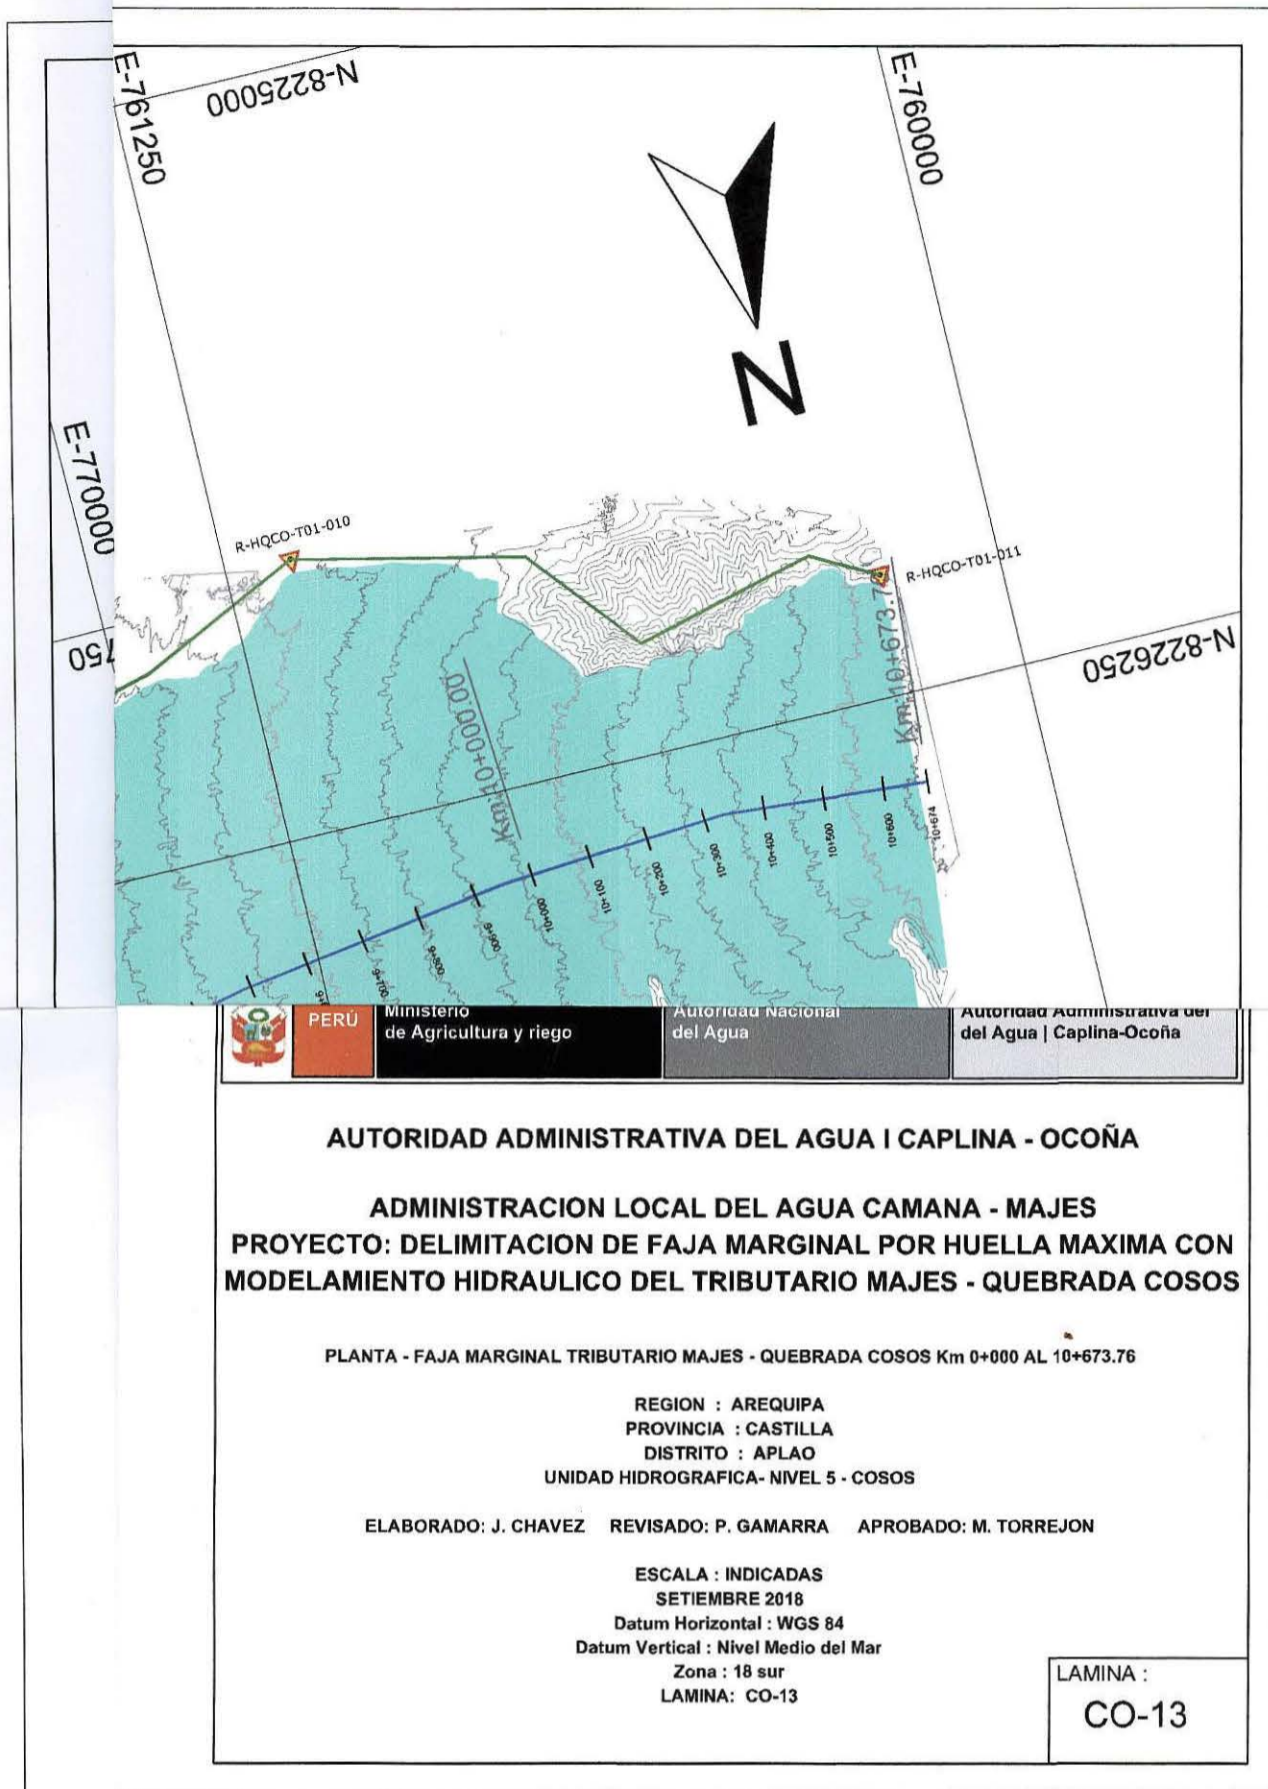 E-761250
N-8225000
E-760000
N
E-770000
R-HQCO-T01-010
R-HQCO-T01-011
750
N-8226250
Km:10+000.00
Km:10+673.7
9+700
9+800
9+900
10+000
10+100
10+200
10+300
10+400
10+500
10+600
10+674
PERÚ
Ministerio
de Agricultura y riego
Autoridad Nacional
del Agua
Autoridad Administrativa del
del Agua | Caplina-Ocoña
AUTORIDAD ADMINISTRATIVA DEL AGUA I CAPLINA - OCOÑA
ADMINISTRACION LOCAL DEL AGUA CAMANA - MAJES
PROYECTO: DELIMITACION DE FAJA MARGINAL POR HUELLA MAXIMA CON
MODELAMIENTO HIDRAULICO DEL TRIBUTARIO MAJES - QUEBRADA COSOS
PLANTA - FAJA MARGINAL TRIBUTARIO MAJES - QUEBRADA COSOS Km 0+000 AL 10+673.76
REGION : AREQUIPA
PROVINCIA : CASTILLA
DISTRITO : APLAO
UNIDAD HIDROGRAFICA- NIVEL 5 - COSOS
ELABORADO: J. CHAVEZ REVISADO: P. GAMARRA APROBADO: M. TORREJON
ESCALA : INDICADAS
SETIEMBRE 2018
Datum Horizontal : WGS 84
Datum Vertical : Nivel Medio del Mar
Zona : 18 sur
LAMINA: CO-13
LAMINA :
CO-13